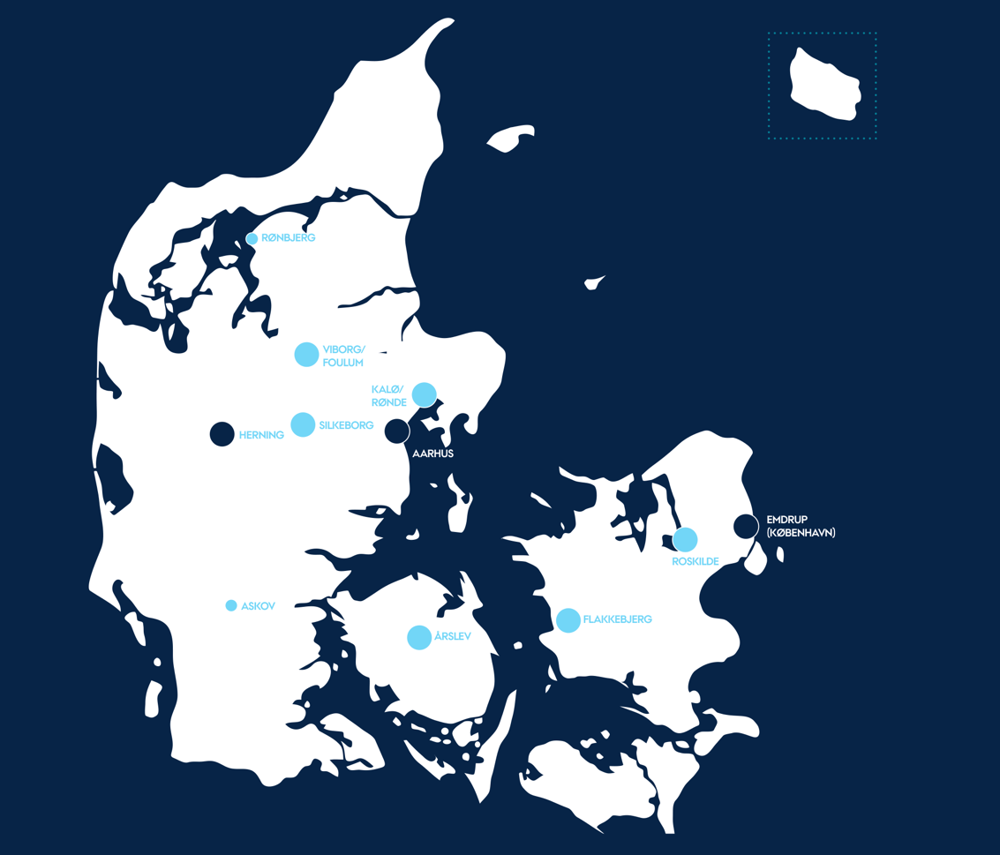 RØNBJERG
VIBORG/
FOULUM
KALØ/
RØNDE
SILKEBORG
HERNING
AARHUS
EMDRUP
(KØBENHAVN)
ROSKILDE
ASKOV
FLAKKEBJERG
ÅRSLEV